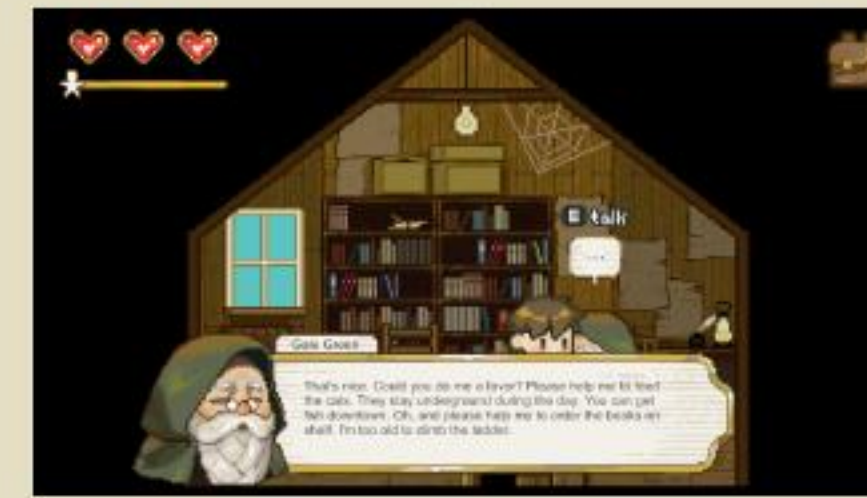 E talk
...
Green
That's nice. Could you do me a favor? Please help me to feed
the cats. They stay underground during the day. You can get
fish downtown. Oh, and please help me to order the books on
shelf. I'm too old to climb the ladder.